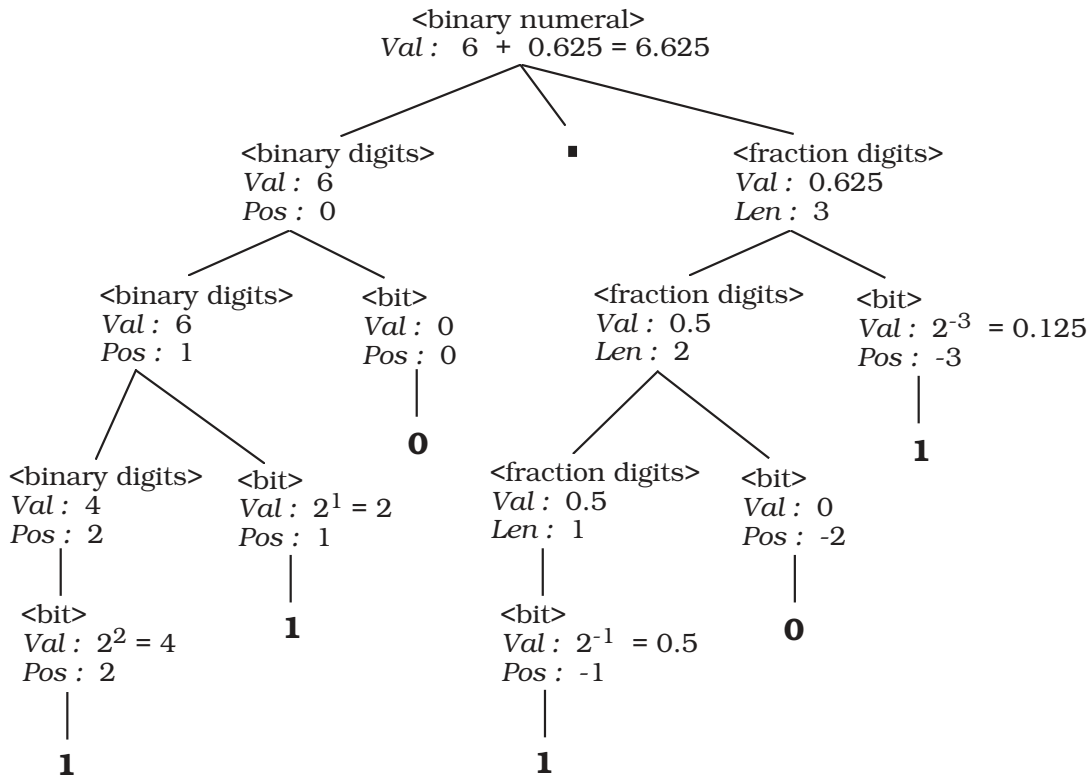 <binary numeral>
Val : 6 + 0.625 = 6.625
<binary digits>
Val : 6
Pos : 0
.
<fraction digits>
Val : 0.625
Len : 3
<binary digits>
Val : 6
Pos : 1
<bit>
Val : 0
Pos : 0
<fraction digits>
Val : 0.5
Len : 2
<bit>
Val : 2^-3 = 0.125
Pos : -3
0
1
<binary digits>
Val : 4
Pos : 2
<bit>
Val : 2^1 = 2
Pos : 1
<fraction digits>
Val : 0.5
Len : 1
<bit>
Val : 0
Pos : -2
<bit>
Val : 2^2 = 4
Pos : 2
1
<bit>
Val : 2^-1 = 0.5
Pos : -1
0
1
1